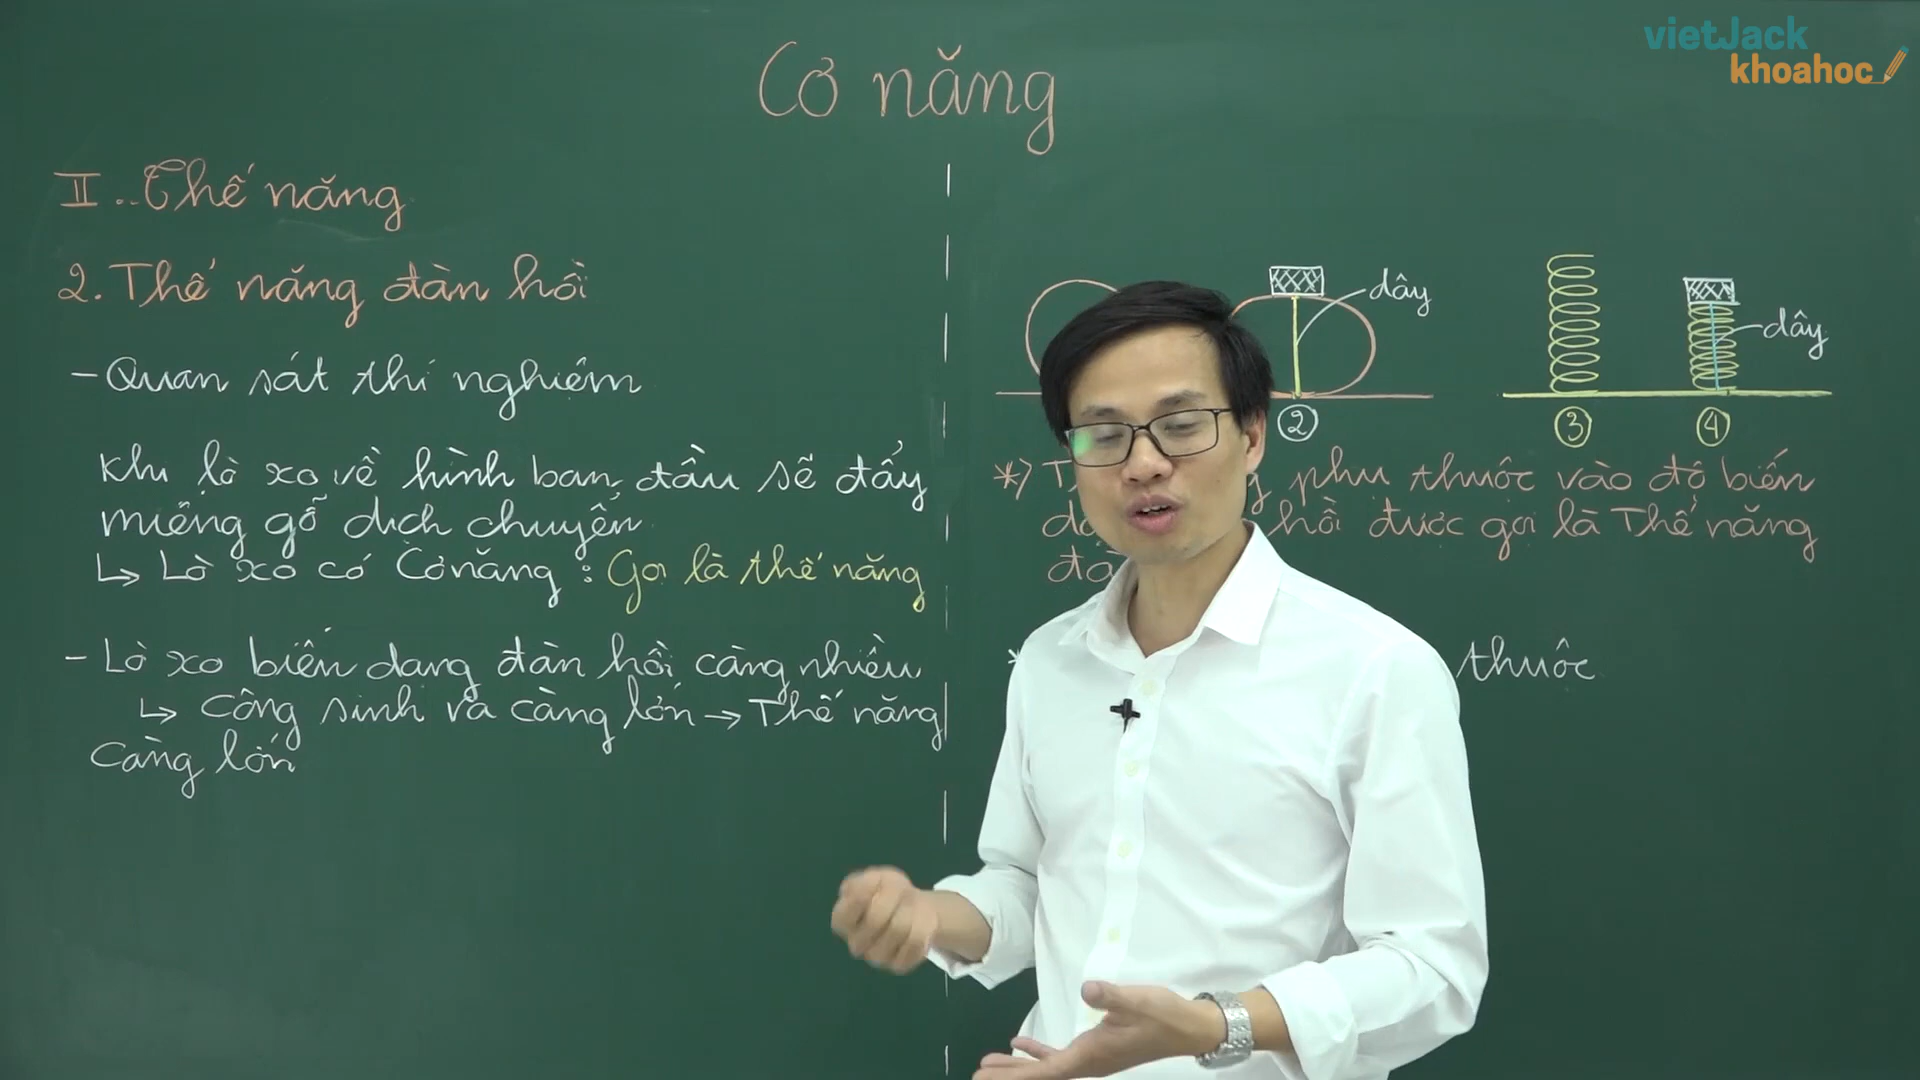 vietJack
khoahoc
Cơ năng
II. Thế năng
2. Thế năng đàn hồi
- Quan sát thí nghiệm
Khi lò xo về hình ban đầu sẽ đẩy
miếng gỗ dịch chuyển
↳ Lò xo có Cơ năng : Gọi là thế năng
- Lò xo biến dạng đàn hồi càng nhiều
↳ Công sinh ra càng lớn → Thế năng
càng lớn
dây
dây
2
3
4
*) phụ thuộc vào độ biến
hồi được gọi là Thế năng
thuộc